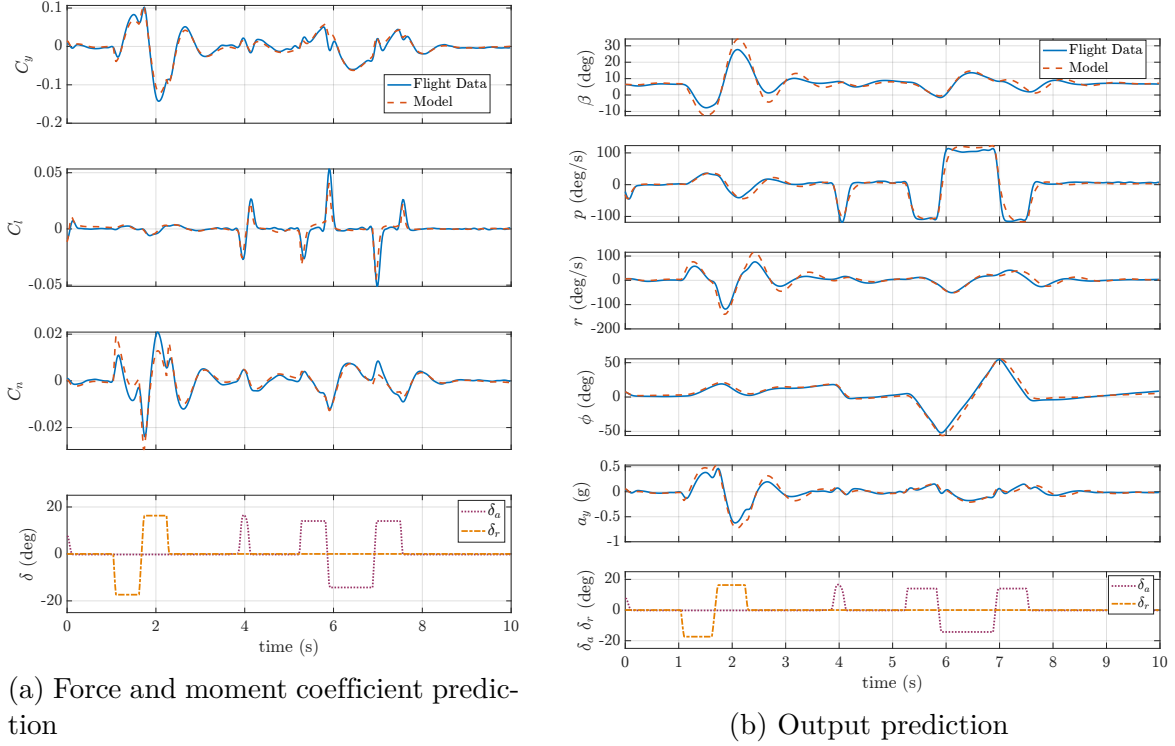 0.1
0
-0.1
-0.2
C_y
Flight Data
Model
0.05
0
-0.05
C_l
0.02
0
-0.02
C_n
20
0
-20
δ (deg)
δ_a
δ_r
0 2 4 6 8 10
time (s)
(a) Force and moment coefficient predic-
tion
30
20
10
0
-10
β (deg)
Flight Data
Model
100
0
-100
p (deg/s)
100
0
-100
-200
r (deg/s)
50
0
-50
ϕ (deg)
0.5
0
-0.5
-1
a_y (g)
20
0
-20
δ_a δ_r (deg)
δ_a
δ_r
0 1 2 3 4 5 6 7 8 9 10
time (s)
(b) Output prediction